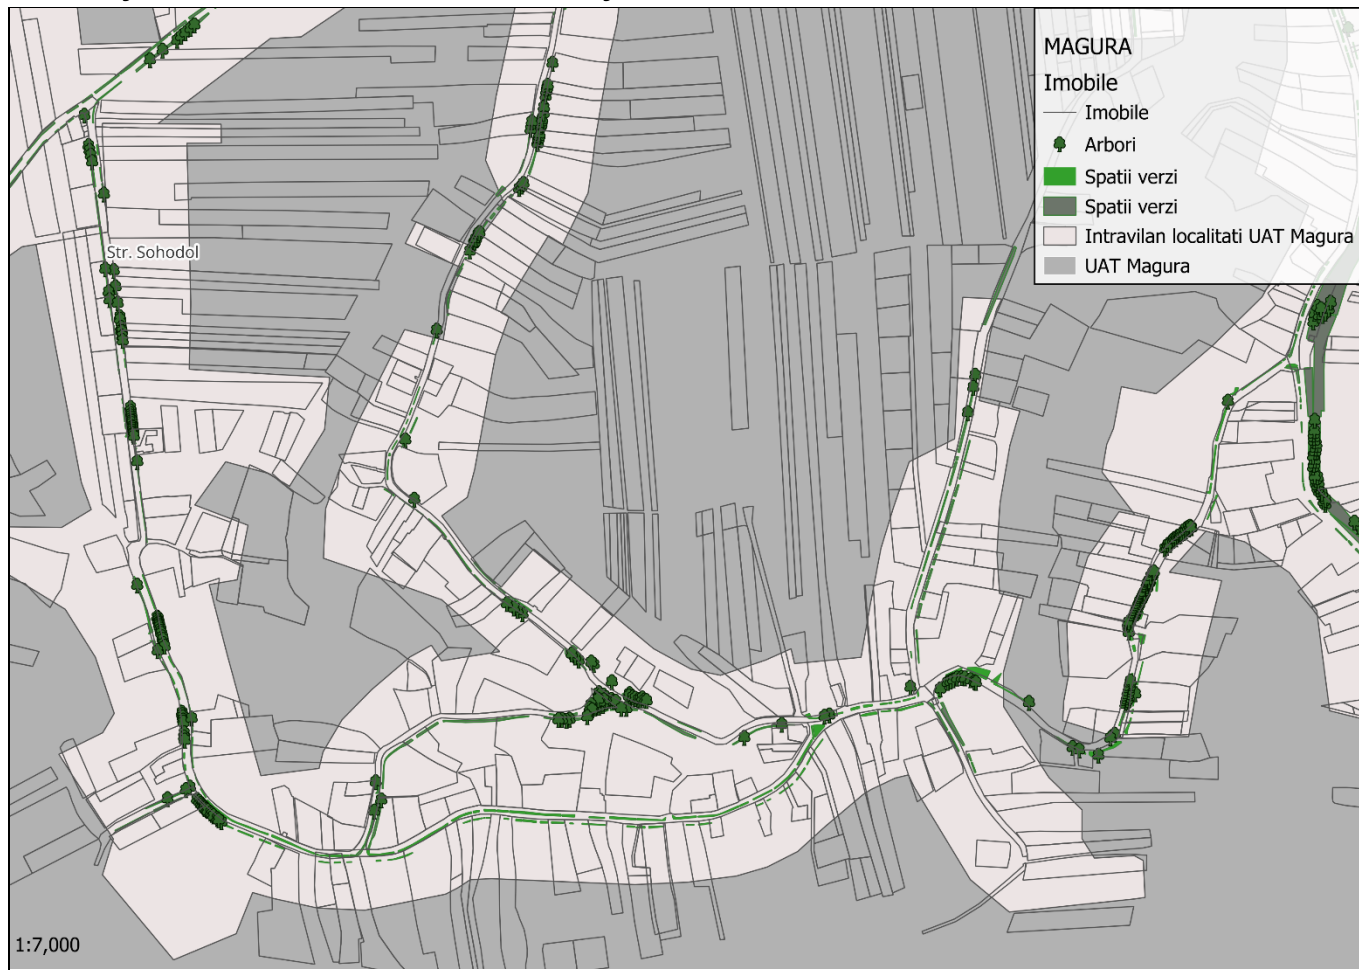 MAGURA
Imobile
Imobile
Arbori
Spatii verzi
Spatii verzi
Intravilan localitati UAT Magura
UAT Magura
Str. Sohodol
1:7,000